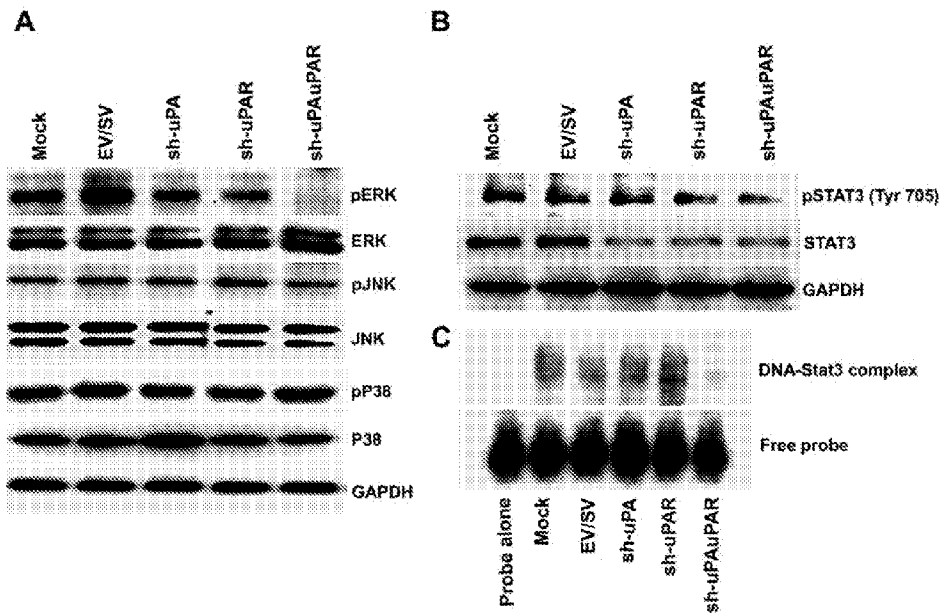 A
Mock
EV/SV
sh-uPA
sh-uPAR
sh-uPAuPAR
pERK
ERK
pJNK
JNK
pP38
P38
GAPDH
B
Mock
EV/SV
sh-uPA
sh-uPAR
sh-uPAuPAR
pSTAT3 (Tyr 705)
STAT3
GAPDH
C
DNA-Stat3 complex
Free probe
Probe alone
Mock
EV/SV
sh-uPA
sh-uPAR
sh-uPAuPAR